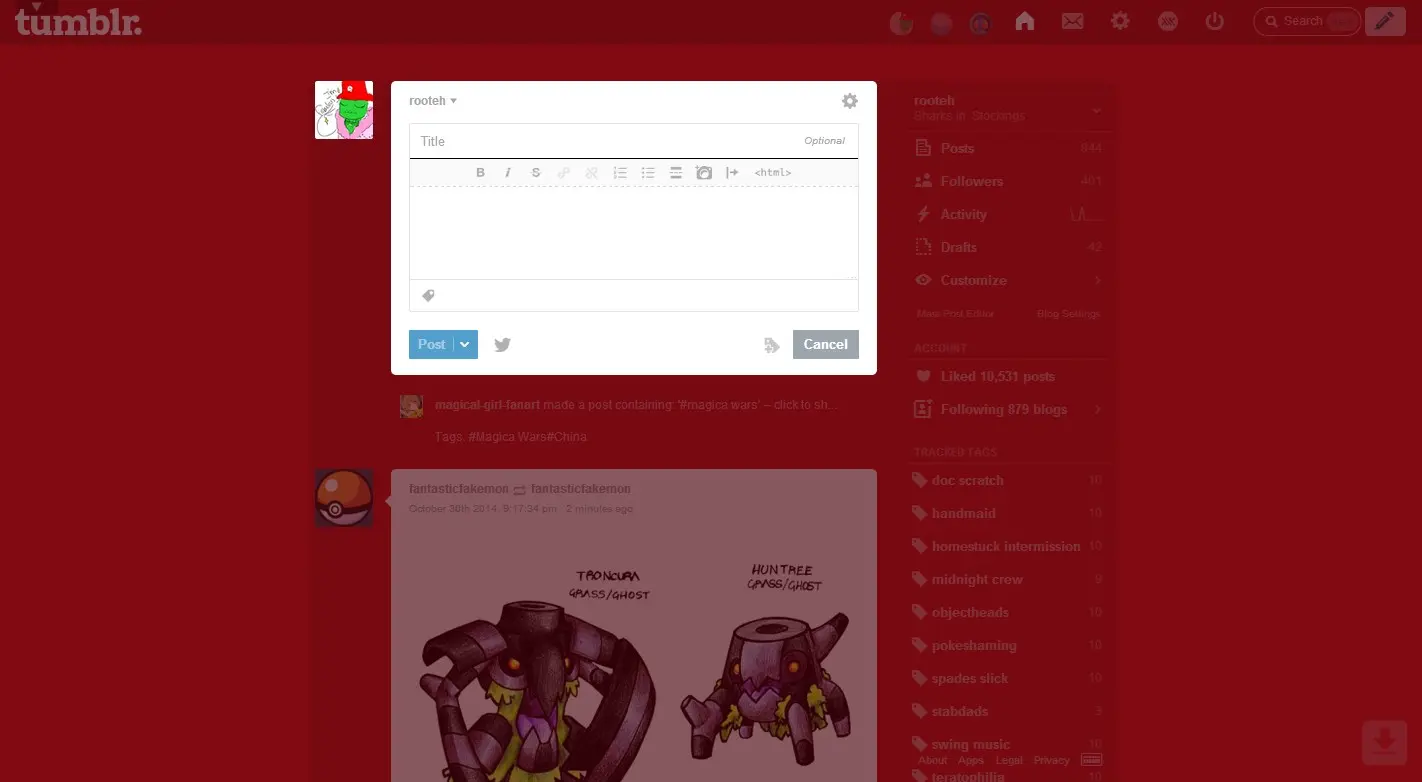 tumblr.
Search
rooteh
Title
Optional
B i S <html>
Post
Cancel
magical-girl-fanart made a post containing: '#magica wars' – click to sh...
Tags: #Magica Wars#China
fantasticfakemon fantasticfakemon
October 30th 2014, 9:17:34 pm · 2 minutes ago
TRONCURA
GRASS/GHOST
HUNTREE
GRASS/GHOST
rooteh
Sharks in Stockings
Posts 844
Followers 401
Activity
Drafts 42
Customize
Mass Post Editor Blog Settings
ACCOUNT
Liked 10,531 posts
Following 879 blogs
TRACKED TAGS
doc scratch 10
handmaid 10
homestuck intermission 10
midnight crew 9
objectheads 10
pokeshaming 10
spades slick 10
stabdads 3
swing music 10
About Apps Legal Privacy
teratophilia 10